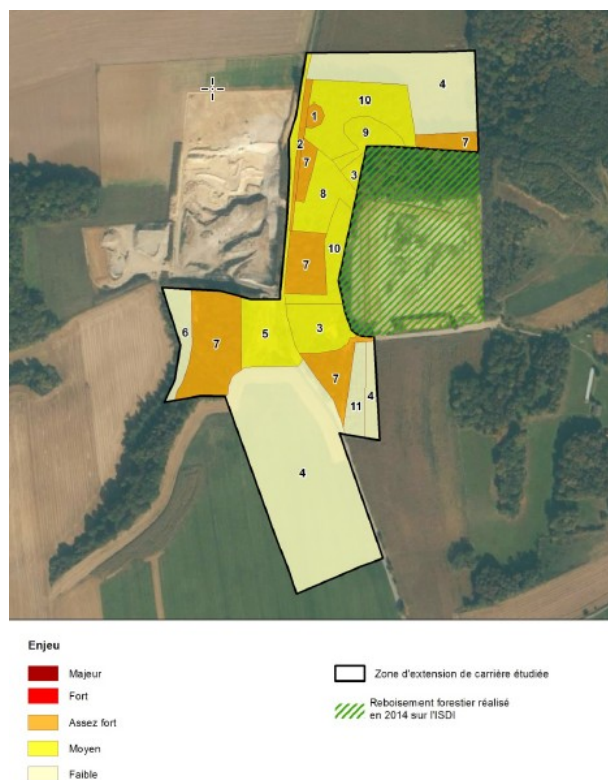 4
10
1
9
2
7
7
3
8
10
7
6
7
5
3
7
11
4
4
Enjeu
Majeur
Fort
Assez fort
Moyen
Faible
Zone d'extension de carrière étudiée
Reboisement forestier réalisé
en 2014 sur l'ISDI